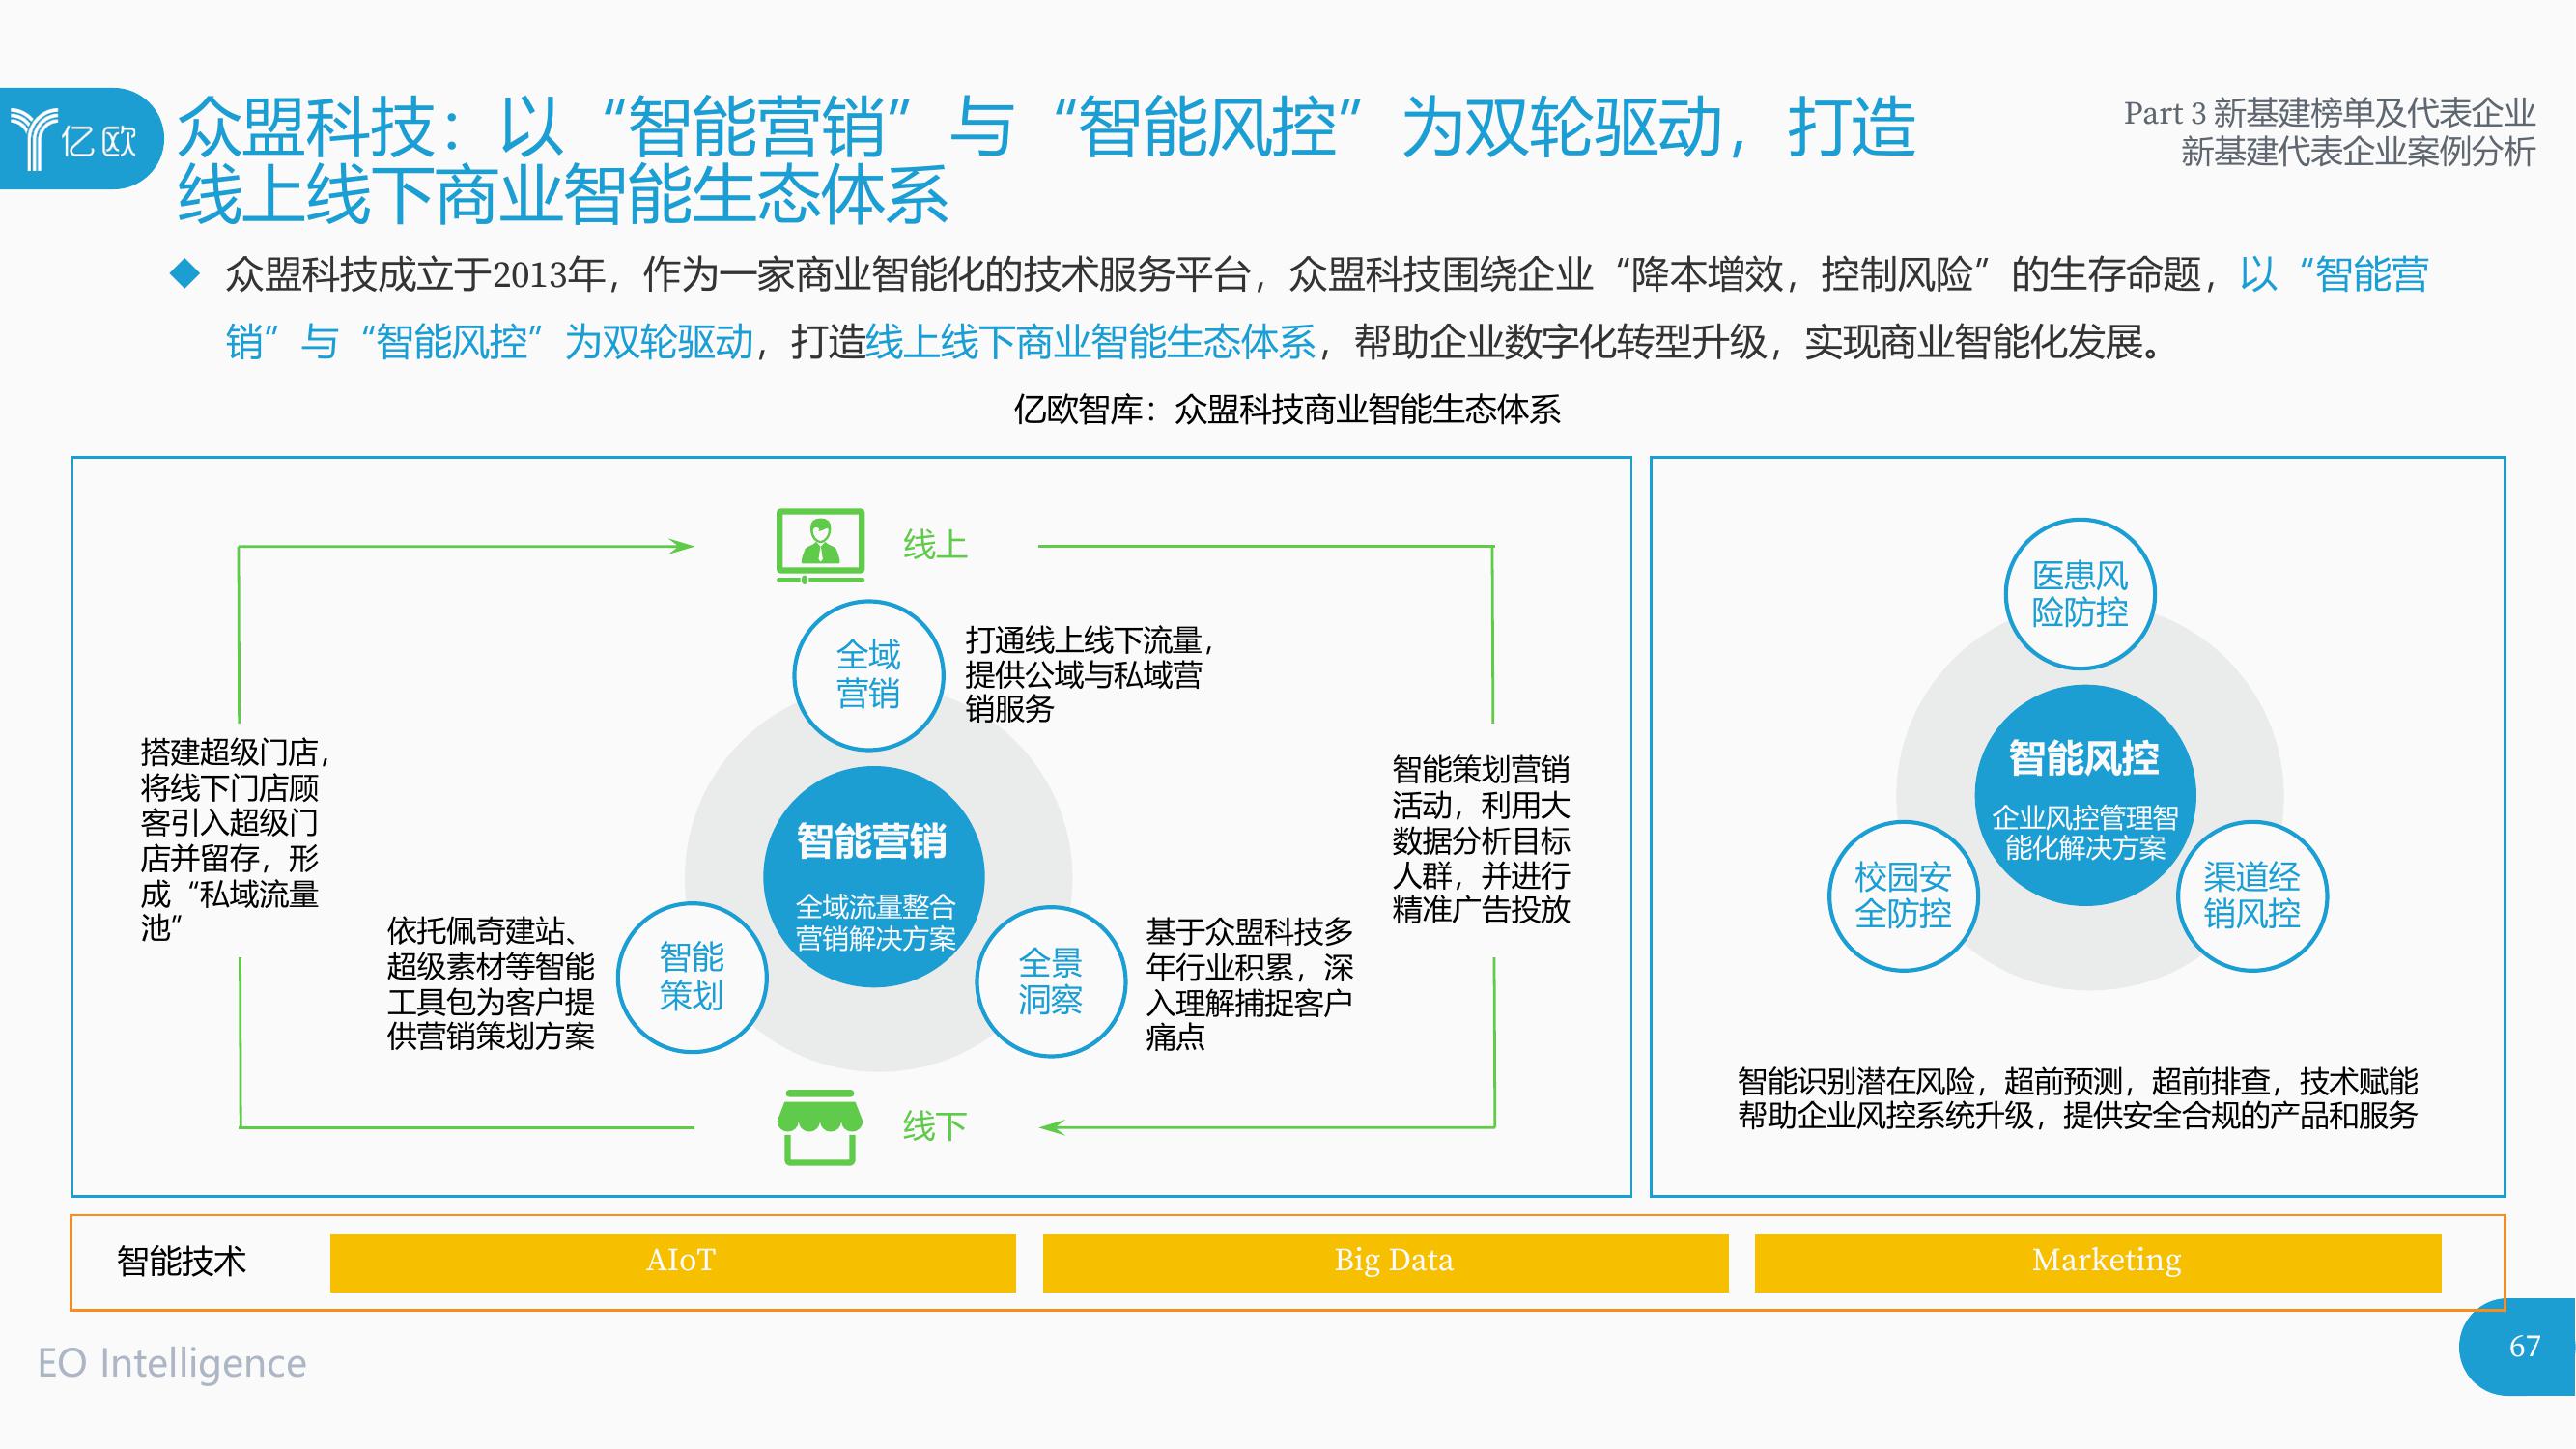 亿欧
众盟科技：以“智能营销”与“智能风控”为双轮驱动，打造
线上线下商业智能生态体系
Part 3 新基建榜单及代表企业
新基建代表企业案例分析
众盟科技成立于2013年，作为一家商业智能化的技术服务平台，众盟科技围绕企业“降本增效，控制风险”的生存命题，以“智能营
销”与“智能风控”为双轮驱动，打造线上线下商业智能生态体系，帮助企业数字化转型升级，实现商业智能化发展。
亿欧智库：众盟科技商业智能生态体系
线上
全域
营销
打通线上线下流量，
提供公域与私域营
销服务
搭建超级门店，
将线下门店顾
客引入超级门
店并留存，形
成“私域流量
池”
智能营销
全域流量整合
营销解决方案
智能策划营销
活动，利用大
数据分析目标
人群，并进行
精准广告投放
依托佩奇建站、
超级素材等智能
工具包为客户提
供营销策划方案
智能
策划
全景
洞察
基于众盟科技多
年行业积累，深
入理解捕捉客户
痛点
线下
医患风
险防控
智能风控
企业风控管理智
能化解决方案
校园安
全防控
渠道经
销风控
智能识别潜在风险，超前预测，超前排查，技术赋能
帮助企业风控系统升级，提供安全合规的产品和服务
智能技术
AIoT
Big Data
Marketing
EO Intelligence
67